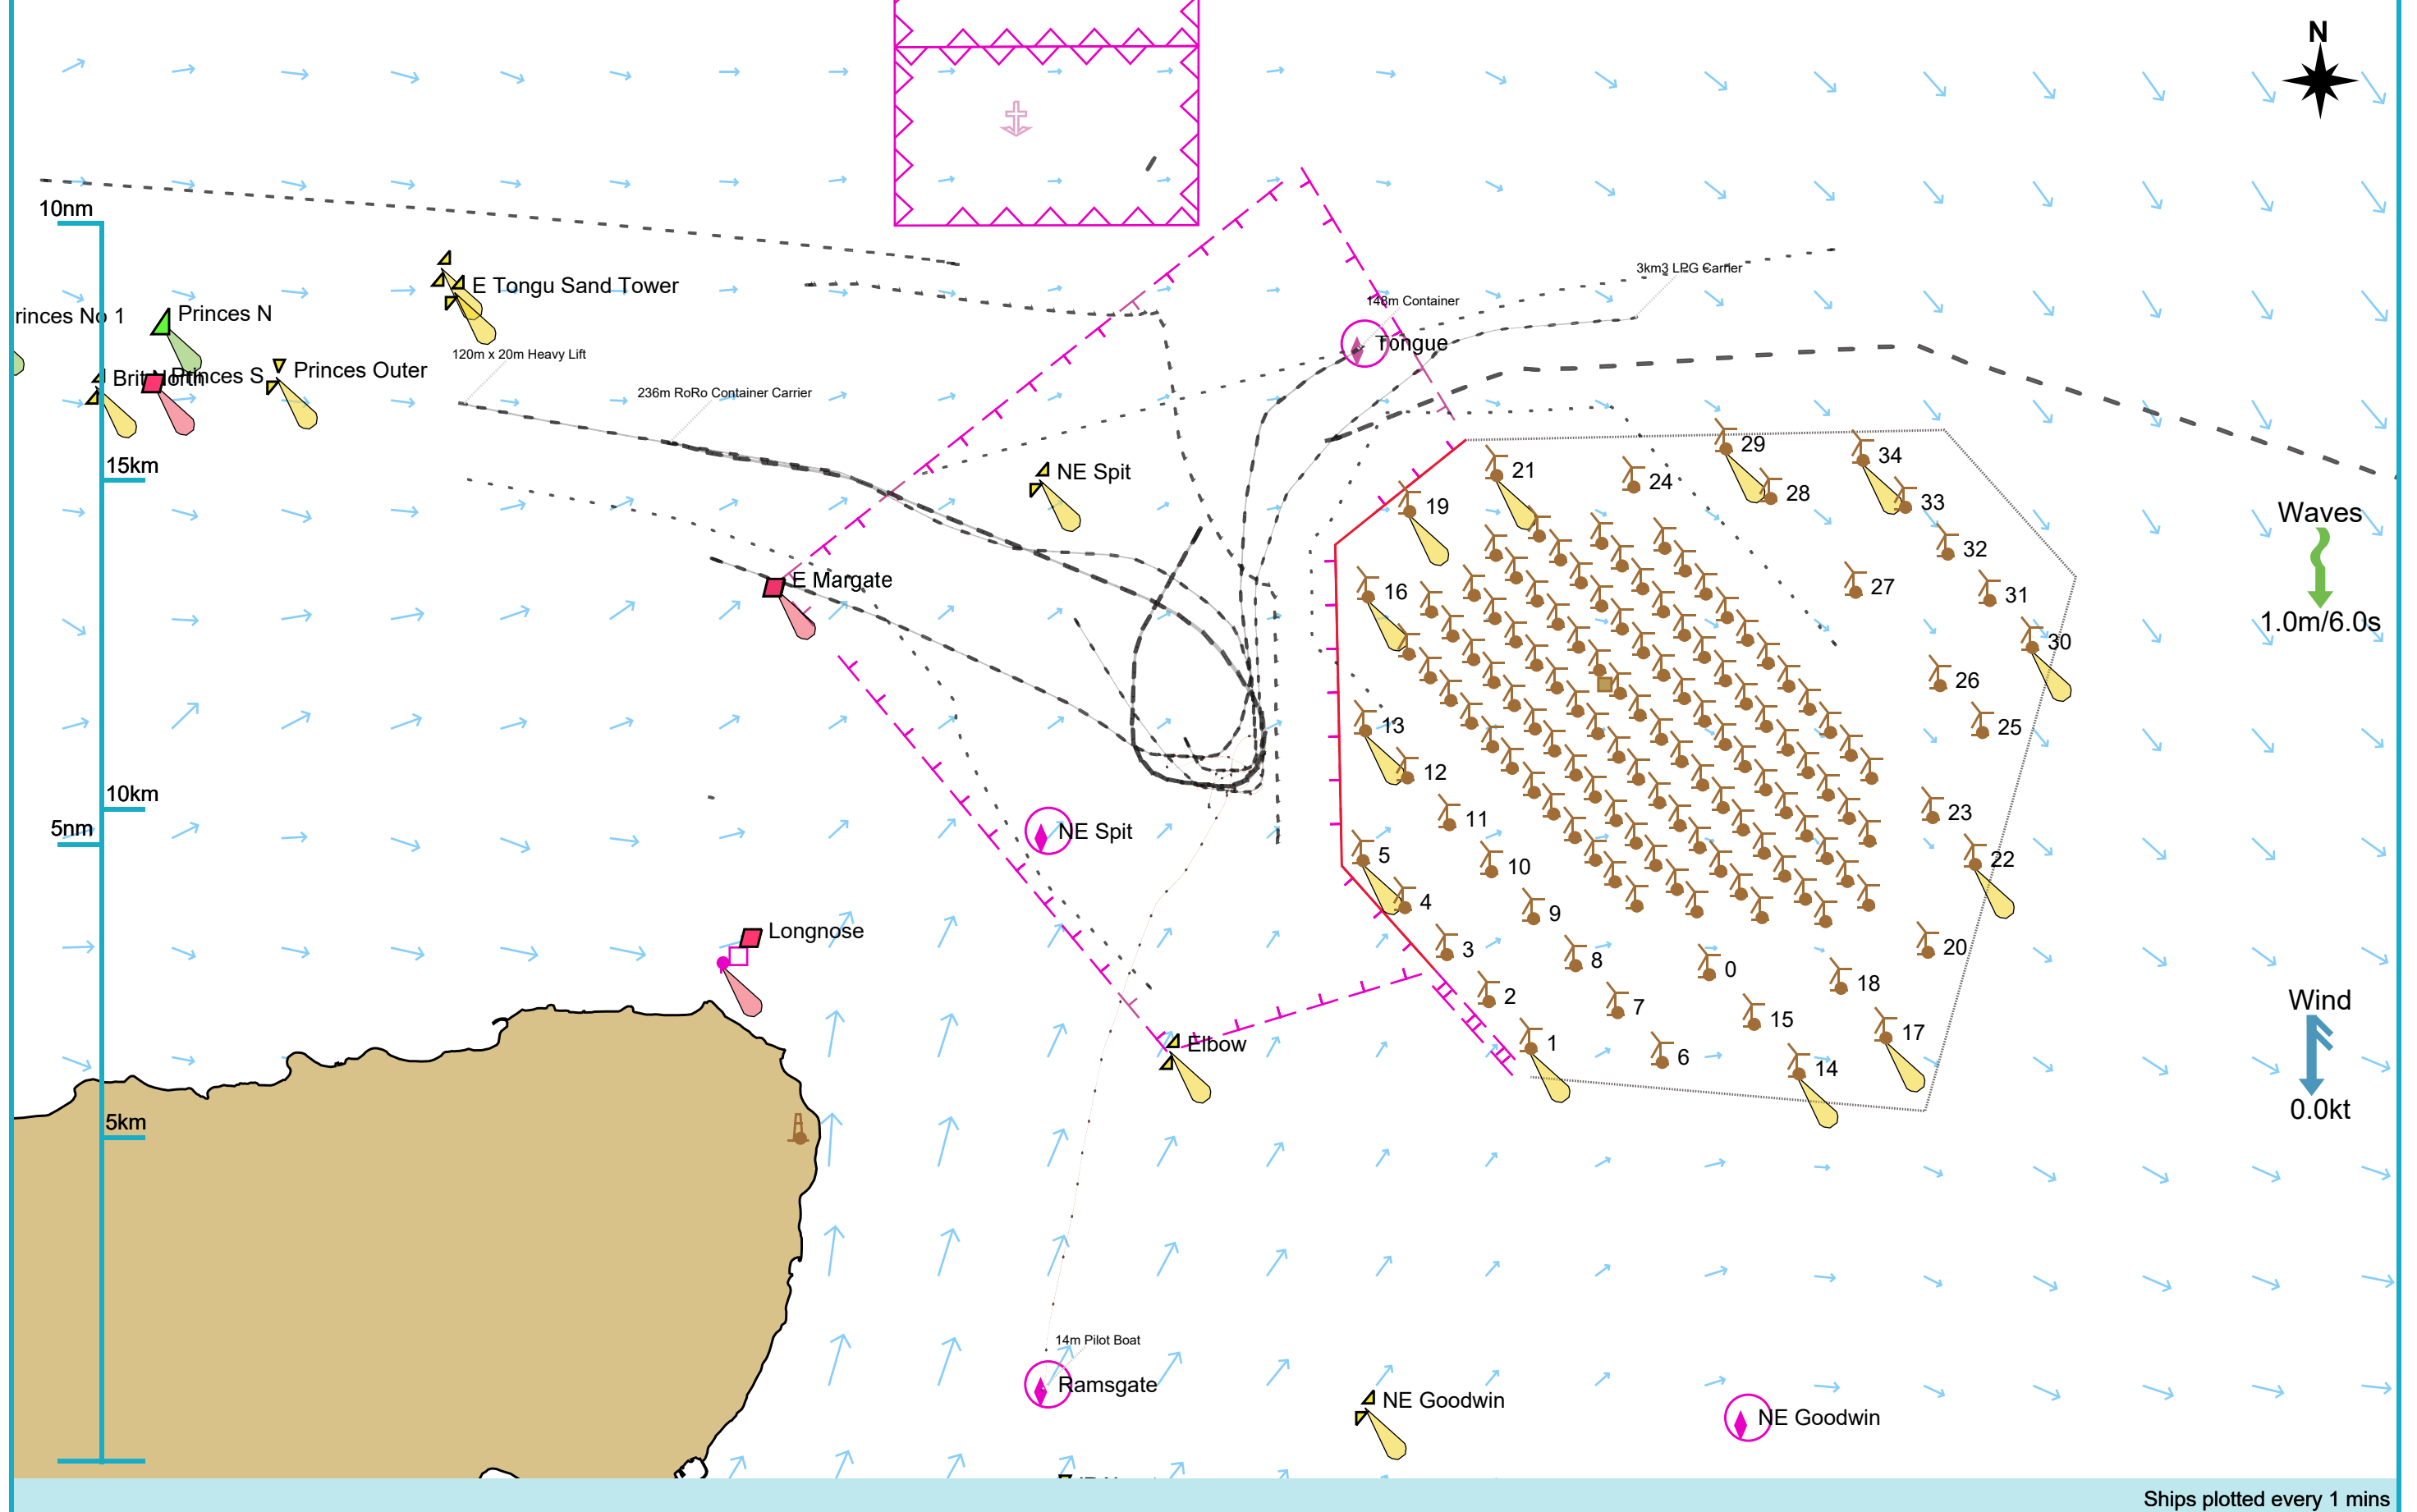 N
10nm
E Tongu Sand Tower
3km3 LPG Carrier
148m Container
rinces No 1
Princes N
Tongue
120m x 20m Heavy Lift
Princes Outer
Brit North
Princes S
236m RoRo Container Carrier
29
34
15km
NE Spit
21
24
28
33
19
Waves
32
E Margate
16
27
31
1.0m/6.0s
30
26
13
25
12
10km
11
23
5nm
NE Spit
5
10
22
4
9
Longnose
3
20
8
0
18
2
Wind
7
15
17
Elbow
1
6
14
0.0kt
5km
14m Pilot Boat
Ramsgate
NE Goodwin
NE Goodwin
Ships plotted every 1 mins